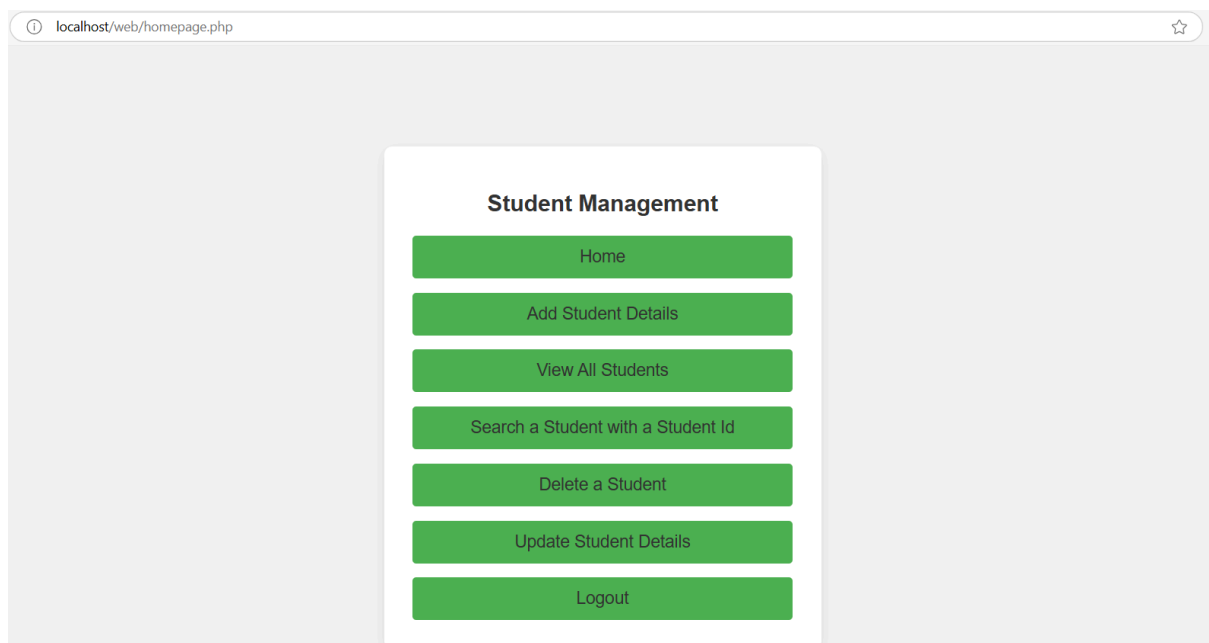 localhost/web/homepage.php
Student Management
Home
Add Student Details
View All Students
Search a Student with a Student Id
Delete a Student
Update Student Details
Logout